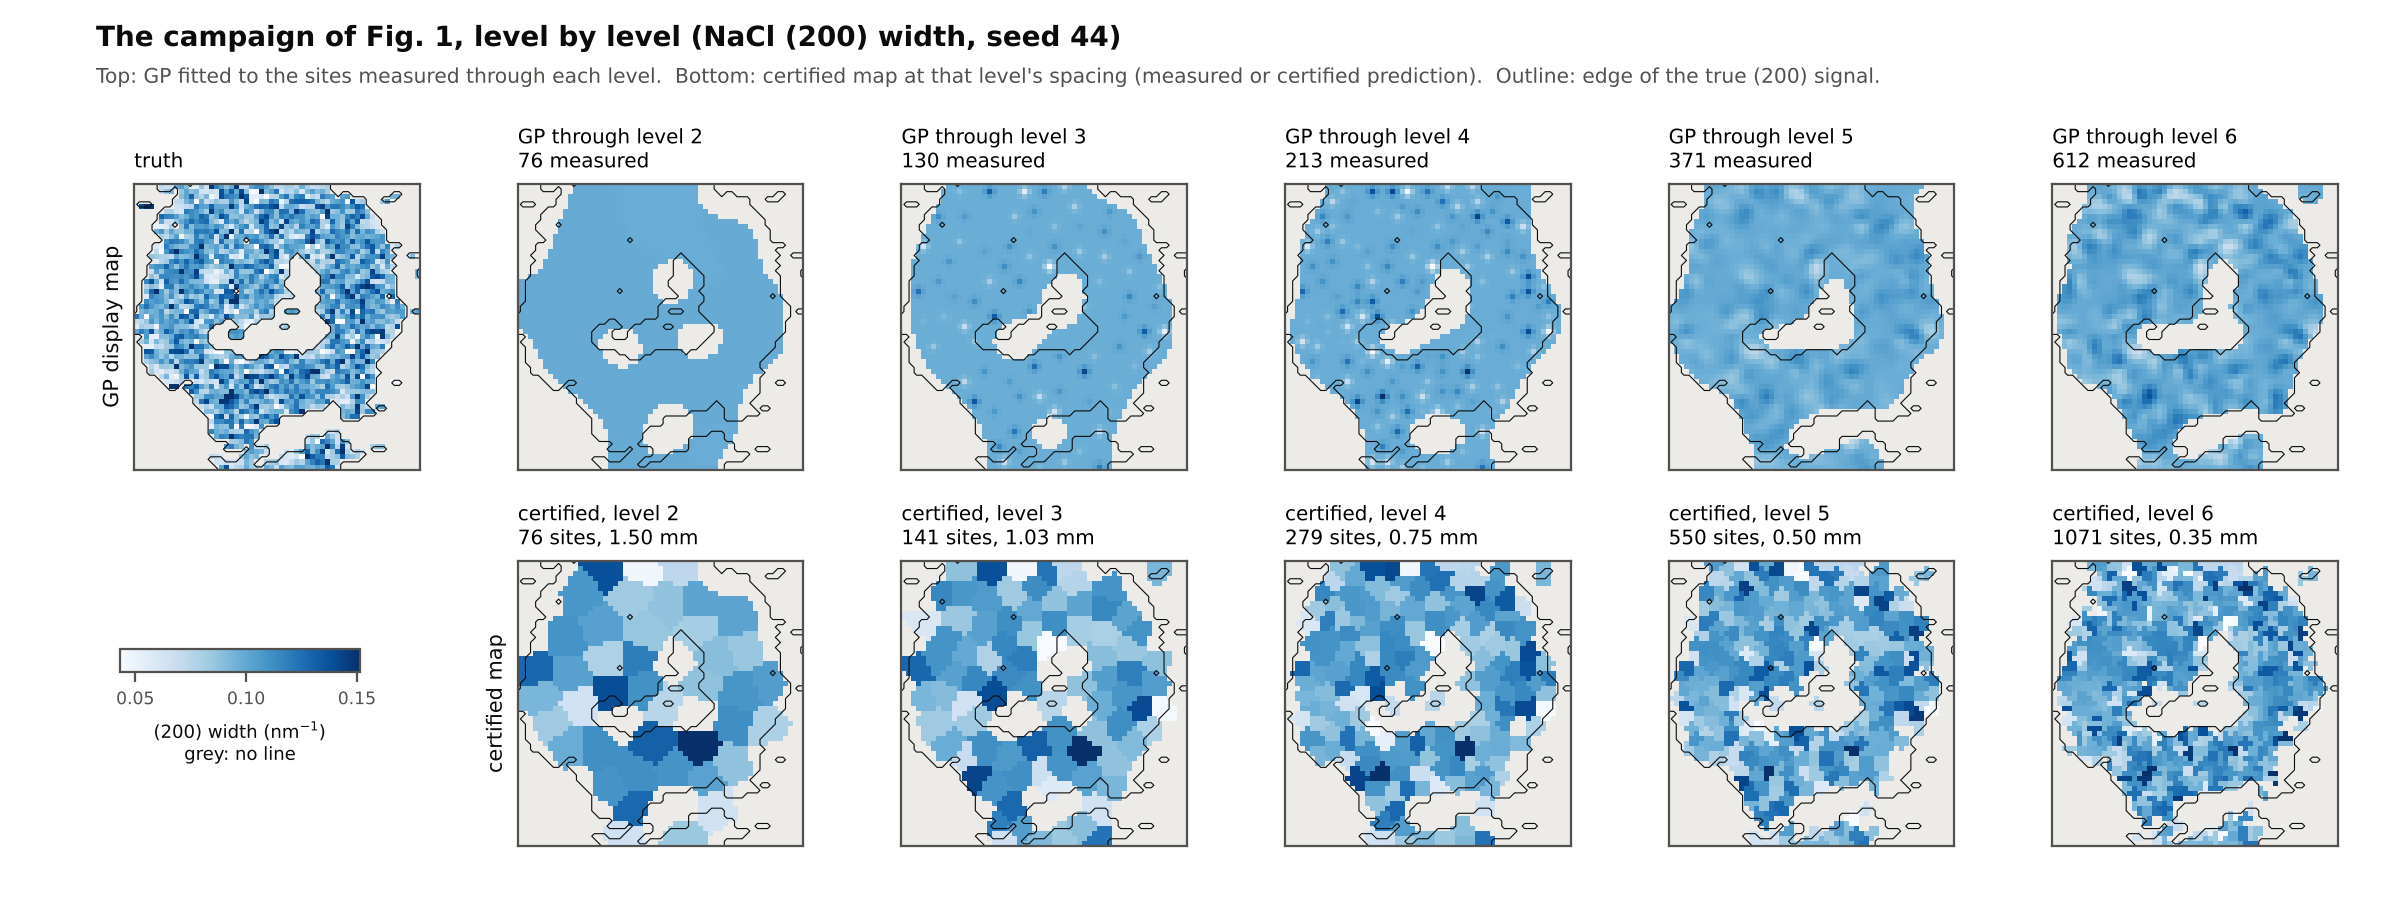 The campaign of Fig. 1, level by level (NaCl (200) width, seed 44)
Top: GP fitted to the sites measured through each level.  Bottom: certified map at that level's spacing (measured or certified prediction).  Outline: edge of the true (200) signal.
truth
GP through level 2
76 measured
GP through level 3
130 measured
GP through level 4
213 measured
GP through level 5
371 measured
GP through level 6
612 measured
GP display map
certified, level 2
76 sites, 1.50 mm
certified, level 3
141 sites, 1.03 mm
certified, level 4
279 sites, 0.75 mm
certified, level 5
550 sites, 0.50 mm
certified, level 6
1071 sites, 0.35 mm
certified map
0.05 0.10 0.15
(200) width (nm⁻¹)
grey: no line